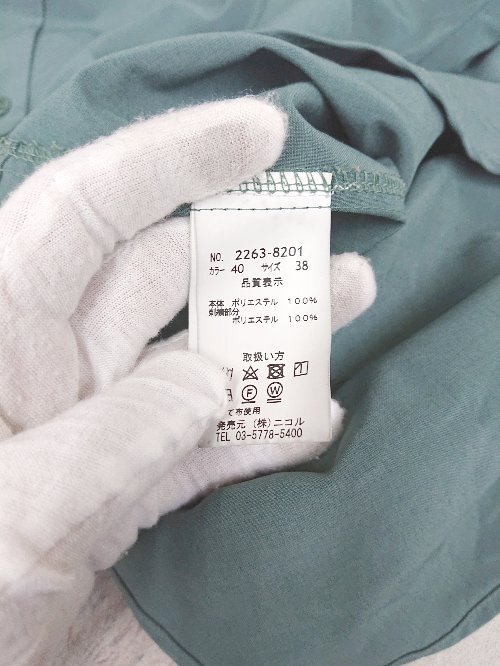 NO. 2263-8201
カラー 40 サイズ 38
品質表示
本体 ポリエステル 100%
刺繍部分
ポリエステル 100%
取扱い方
F W
て布使用
発売元 (株)ニコル
TEL 03-5778-5400